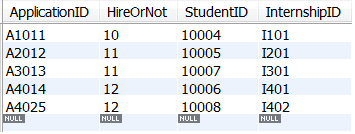 ApplicationID HireOrNot StudentID InternshipID
A1011 10 10004 I101
A2012 11 10005 I201
A3013 11 10007 I301
A4014 12 10006 I401
A4025 12 10008 I402
NULL NULL NULL NULL